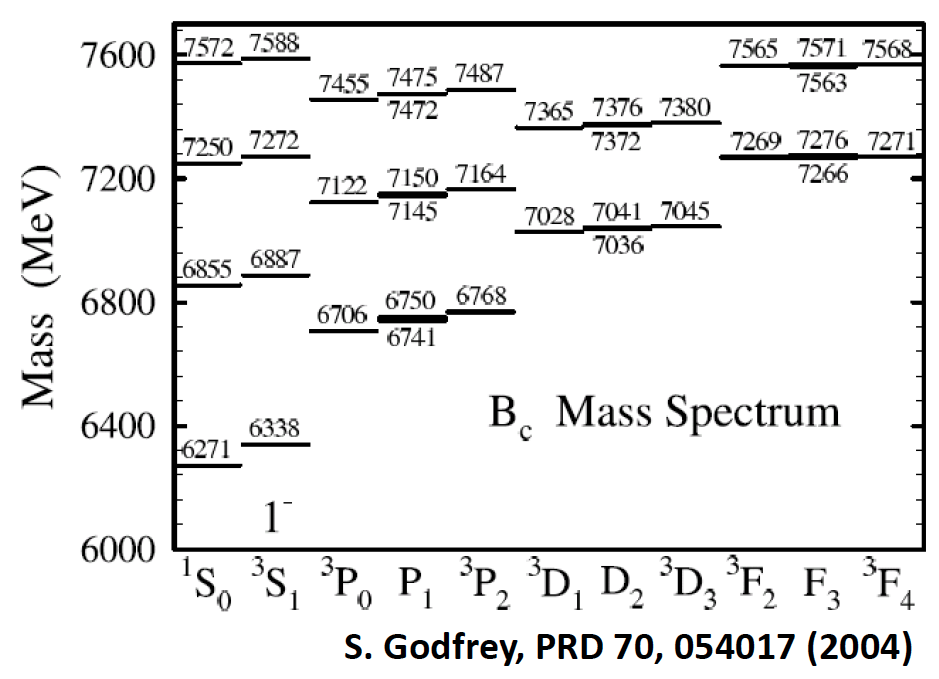 7600
7200
6800
6400
6000
Mass (MeV)
7572 7588 7565 7571 7568
7563
7455 7475 7487
7472
7365 7376 7380
7372
7250 7272 7269 7276 7271
7266
7122 7150 7164
7145
7028 7041 7045
7036
6855 6887
6706 6750 6768
6741
6271 6338
B_c Mass Spectrum
1⁻
¹S₀ ³S₁ ³P₀ P₁ ³P₂ ³D₁ D₂ ³D₃ ³F₂ F₃ ³F₄
S. Godfrey, PRD 70, 054017 (2004)